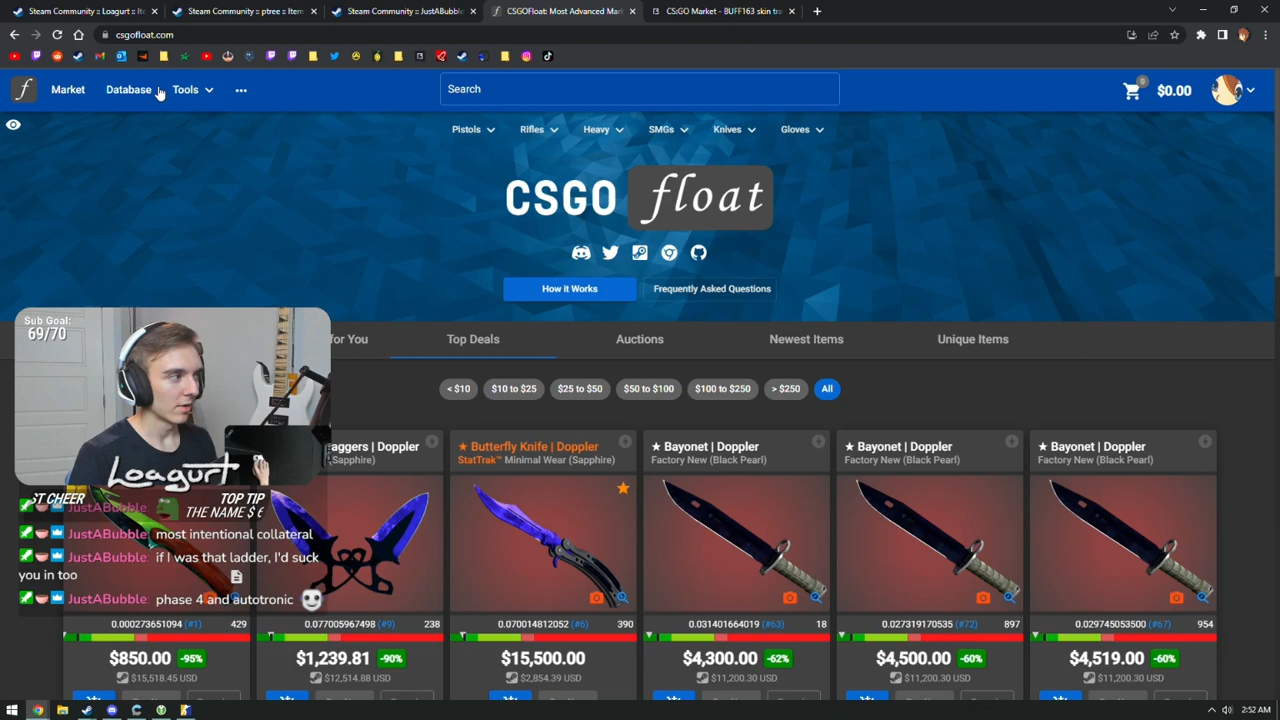 Steam Community :: Loagurt :: Ite
Steam Community :: ptree :: Item
Steam Community :: JustABubble
CSGOFloat: Most Advanced Mar
CS:GO Market - BUFF163 skin tra
csgofloat.com
Market
Database
Tools
Search
0
$0.00
Pistols
Rifles
Heavy
SMGs
Knives
Gloves
CSGO float
How it Works
Frequently Asked Questions
Sub Goal:
69/70
for You
Top Deals
Auctions
Newest Items
Unique Items
< $10
$10 to $25
$25 to $50
$50 to $100
$100 to $250
> $250
All
aggers | Doppler
(Sapphire)
★ Butterfly Knife | Doppler
StatTrak™ Minimal Wear (Sapphire)
★ Bayonet | Doppler
Factory New (Black Pearl)
★ Bayonet | Doppler
Factory New (Black Pearl)
★ Bayonet | Doppler
Factory New (Black Pearl)
Loagurt
ST CHEER
TOP TIP
THE NAME $ 6
JustABubble:
JustABubble: most intentional collateral
JustABubble: if I was that ladder, I'd suck
you in too
JustABubble: phase 4 and autotronic
0.000273651094 (#1) 429
0.077005967498 (#9) 238
0.070014812052 (#6) 390
0.031401664019 (#63) 18
0.027319170535 (#72) 897
0.029745053500 (#67) 954
$850.00 -95%
$15,518.45 USD
$1,239.81 -90%
$12,514.88 USD
$15,500.00
$2,854.39 USD
$4,300.00 -62%
$11,200.30 USD
$4,500.00 -60%
$11,200.30 USD
$4,519.00 -60%
$11,200.30 USD
2:52 AM